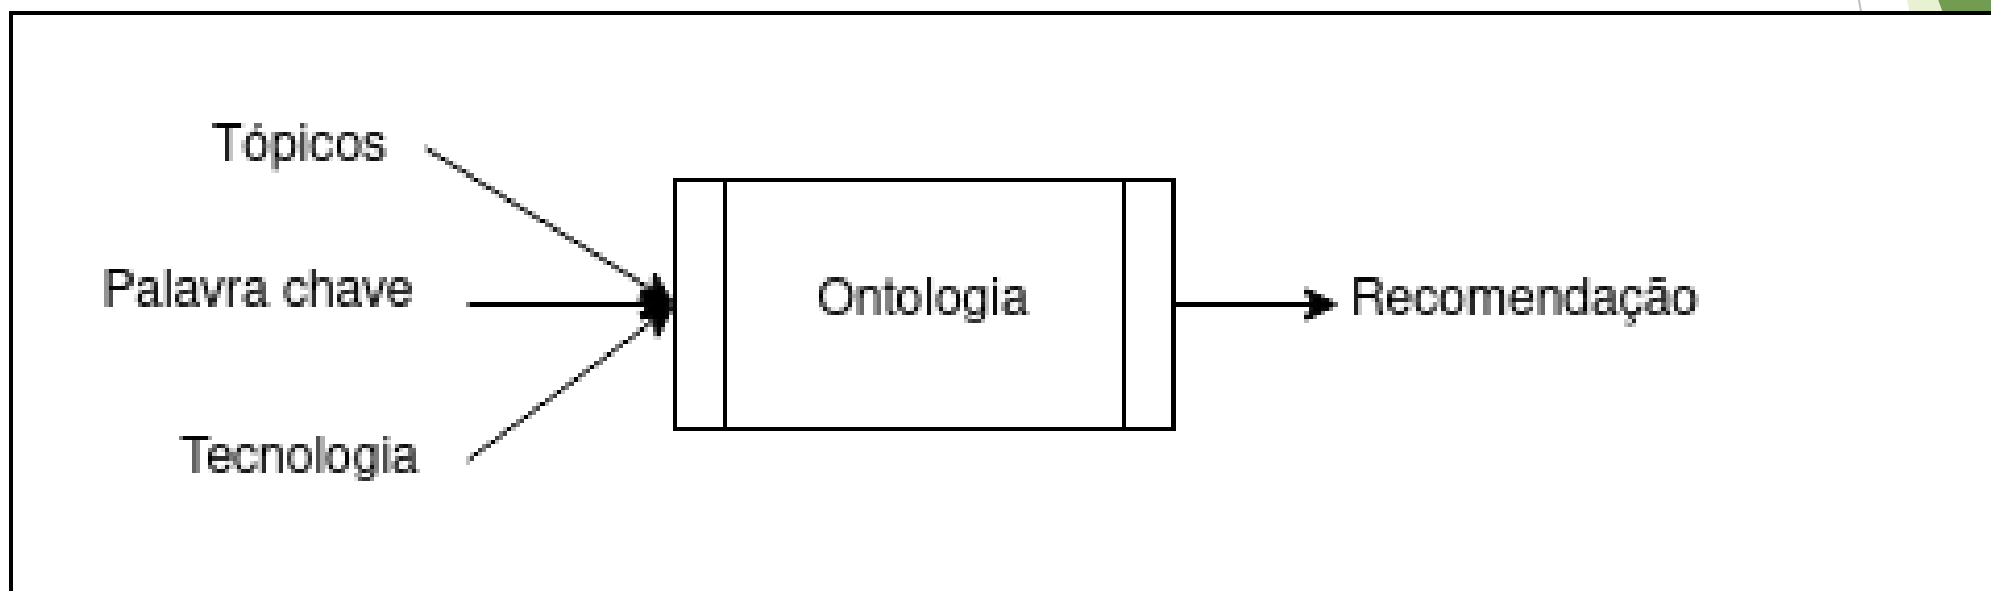 Tópicos
Palavra chave
Ontologia
Recomendação
Tecnologia